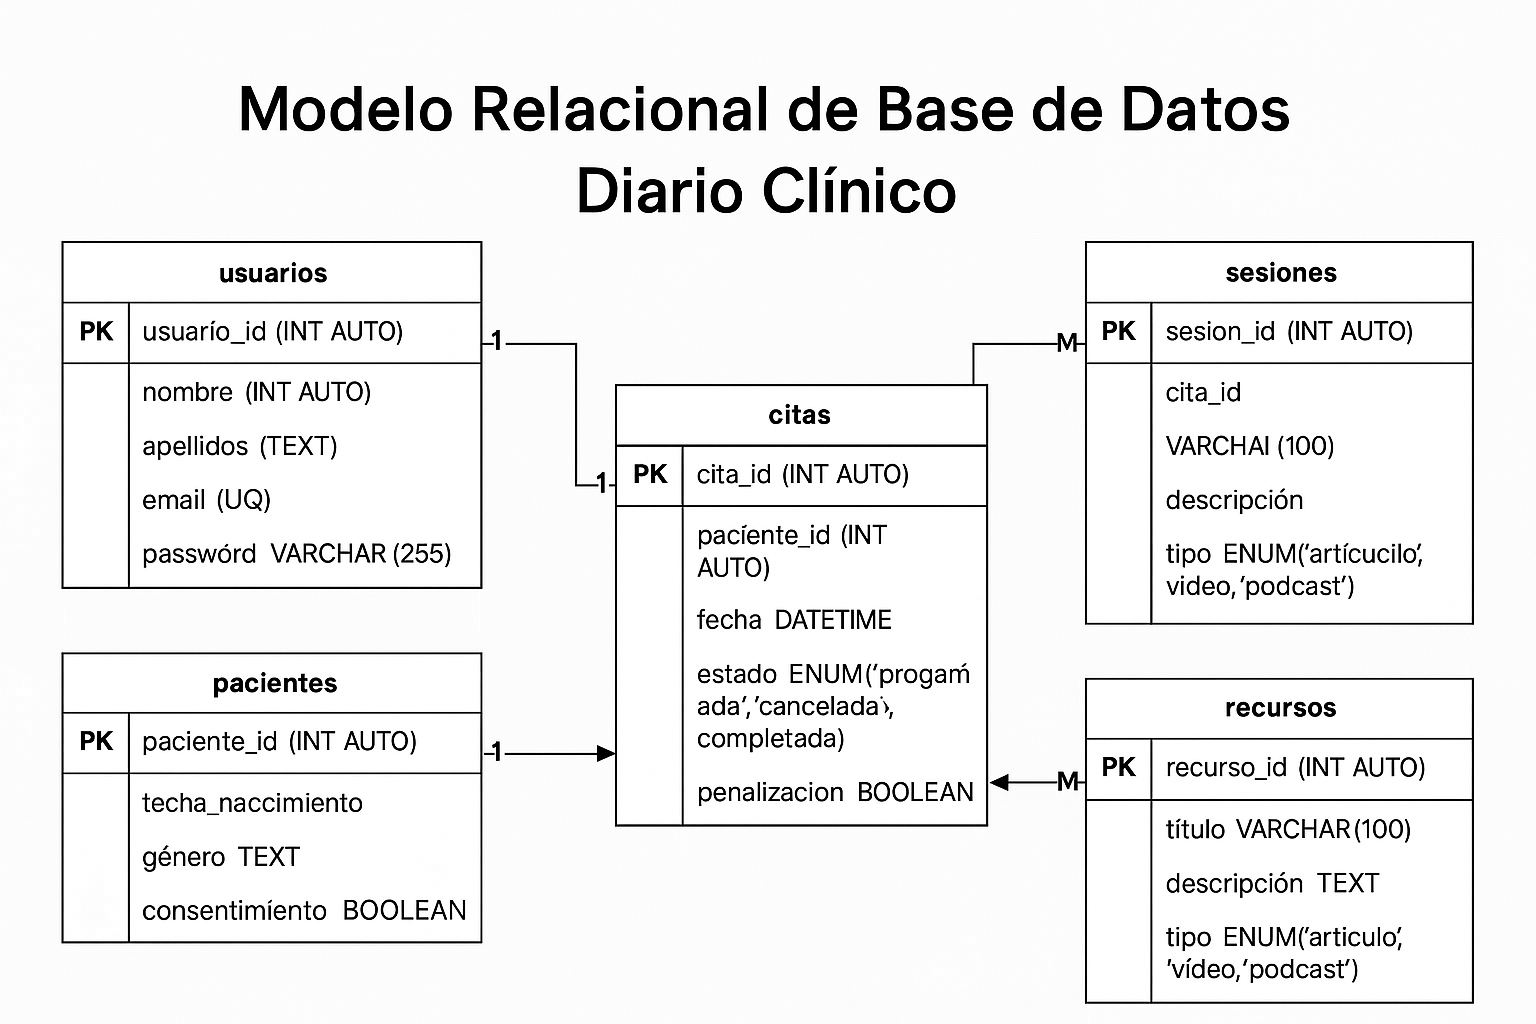 Modelo Relacional de Base de Datos
Diario Clínico
usuarios
PK usuarío_id (INT AUTO)
nombre (INT AUTO)
apellidos (TEXT)
email (UQ)
passwórd VARCHAR (255)
1
1
pacientes
PK paciente_id (INT AUTO)
techa_naccimiento
género TEXT
consentimíento BOOLEAN
1
citas
PK cita_id (INT AUTO)
pacíente_id (INT
AUTO)
fecha DATETIME
estado ENUM('progaḿ
ada','cancelada'),
completada)
penalizacion BOOLEAN
M
sesiones
PK sesion_id (INT AUTO)
cita_id
VARCHAI (100)
descripción
tipo ENUM('artícucilo',
video,'podcast')
M
recursos
PK recurso_id (INT AUTO)
título VARCHAR(100)
descripción TEXT
tipo ENUM('articulo',
'vídeo,'podcast')